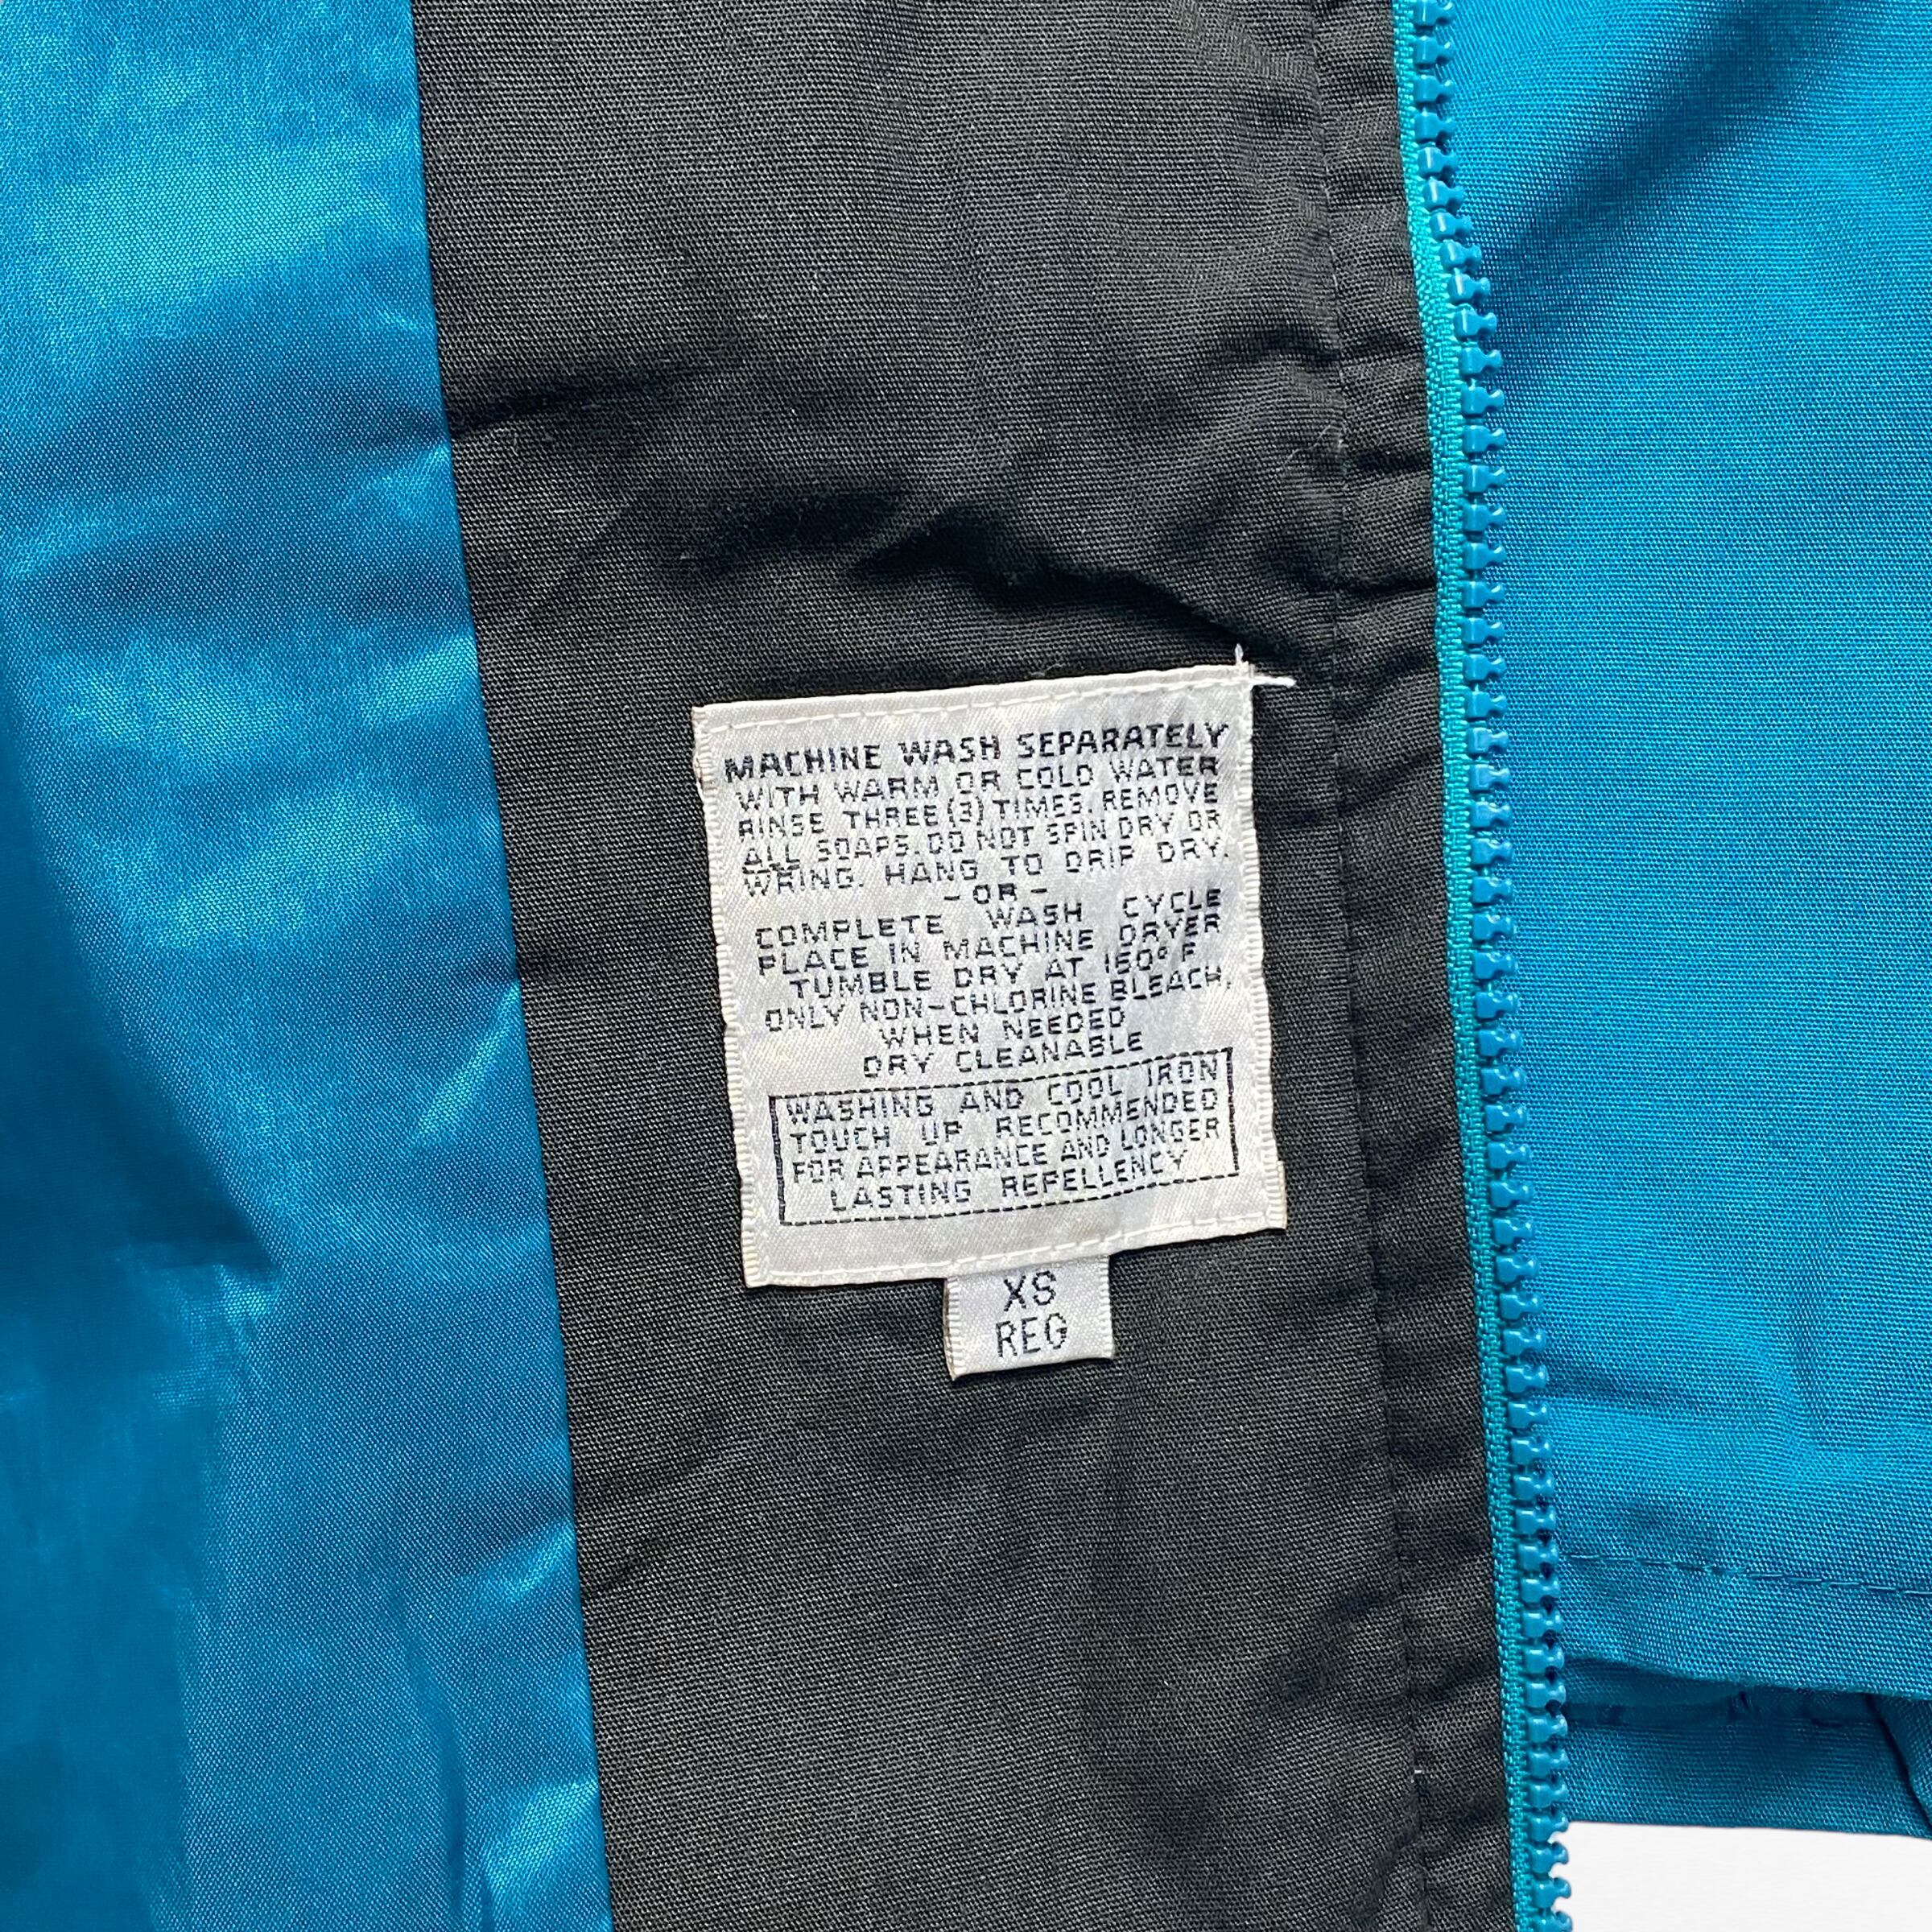 MACHINE WASH SEPARATELY
WITH WARM OR COLD WATER
RINSE THREE (3) TIMES. REMOVE
ALL SOAPS. DO NOT SPIN DRY OR
WRING. HANG TO DRIP DRY.
- OR -
COMPLETE WASH CYCLE
PLACE IN MACHINE DRYER
TUMBLE DRY AT 160° F
ONLY NON-CHLORINE BLEACH,
WHEN NEEDED
DRY CLEANABLE
WASHING AND COOL IRON
TOUCH UP RECOMMENDED
FOR APPEARANCE AND LONGER
LASTING REPELLENCY
XS
REG